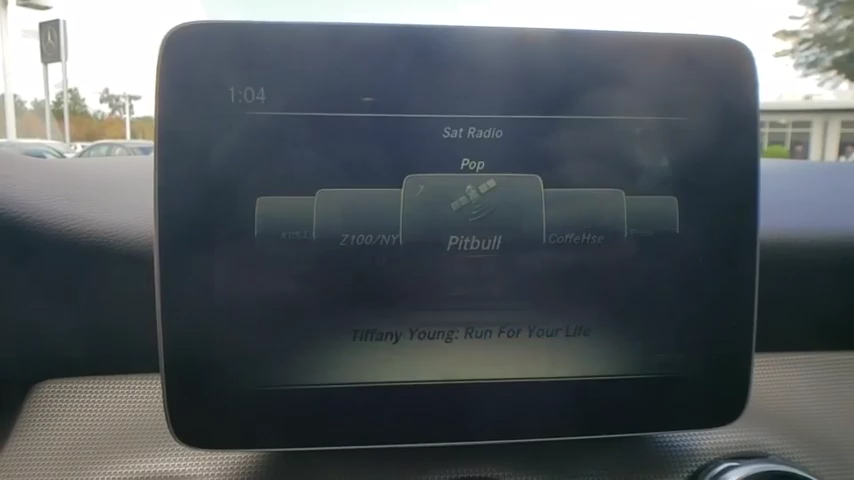 1:04
Sat Radio
Pop
Z100/NY Pitbull CoffeHse
Tiffany Young: Run For Your Life